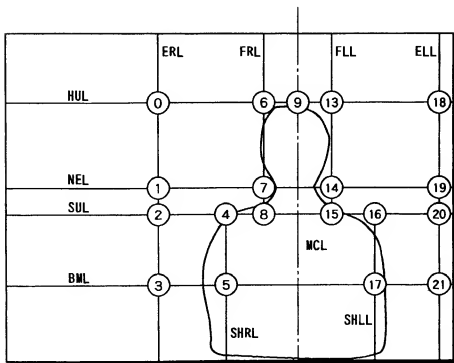 ERL FRL FLL ELL
HUL 0 6 9 13 18
NEL 1 7 14 19
SUL 2 4 8 15 16 20
MCL
BML 3 5 17 21
SHRL SHLL